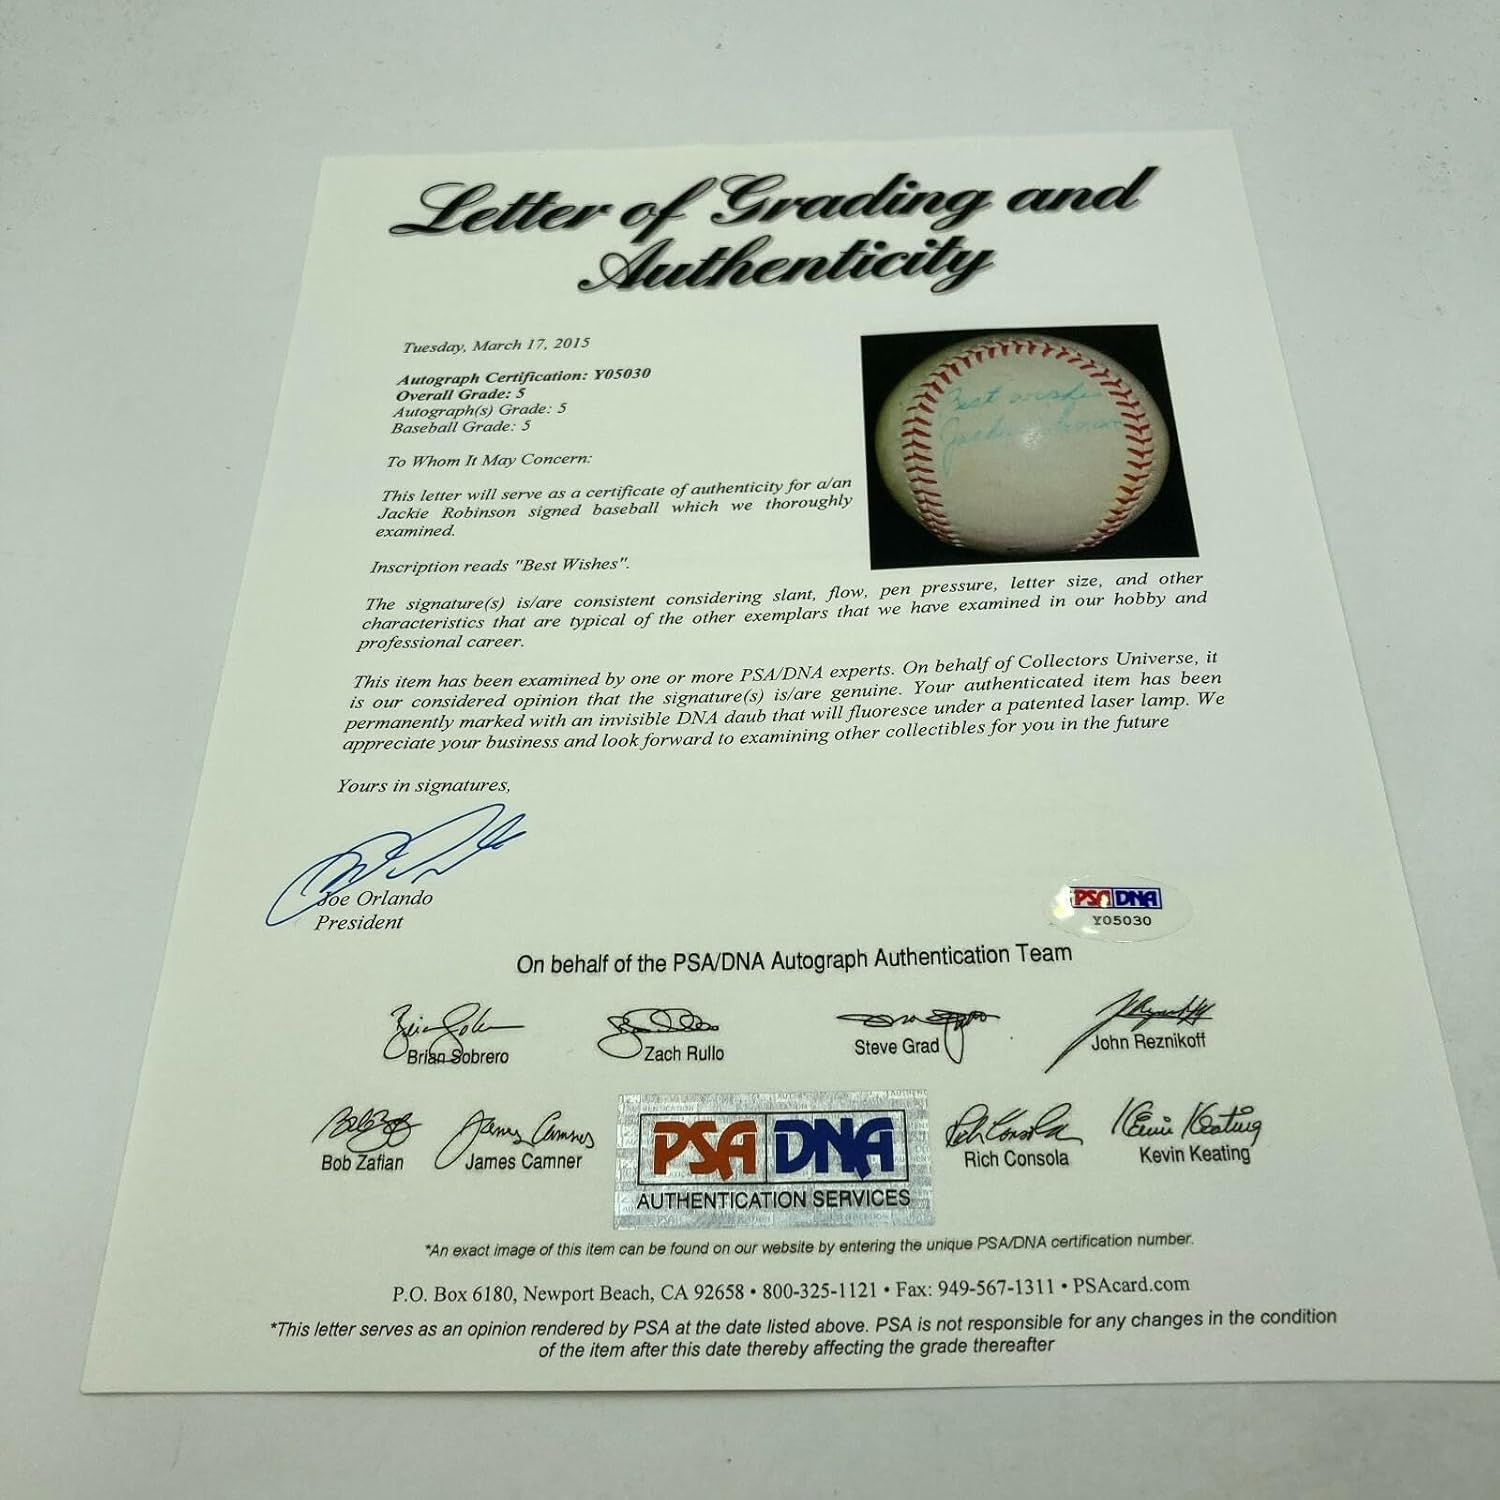 Letter of Grading and
Authenticity
Tuesday, March 17, 2015
Autograph Certification: Y05030
Overall Grade: 5
Autograph(s) Grade: 5
Baseball Grade: 5
To Whom It May Concern:
This letter will serve as a certificate of authenticity for a/an
Jackie Robinson signed baseball which we thoroughly
examined.
Inscription reads "Best Wishes".
Best wishes
Jackie
The signature(s) is/are consistent considering slant, flow, pen pressure, letter size, and other
characteristics that are typical of the other exemplars that we have examined in our hobby and
professional career.
This item has been examined by one or more PSA/DNA experts. On behalf of Collectors Universe, it
is our considered opinion that the signature(s) is/are genuine. Your authenticated item has been
permanently marked with an invisible DNA daub that will fluoresce under a patented laser lamp. We
appreciate your business and look forward to examining other collectibles for you in the future
Yours in signatures,
Joe Orlando
President
PSA DNA
Y05030
On behalf of the PSA/DNA Autograph Authentication Team
Brian Sobrero
Zach Rullo
Steve Grad
John Reznikoff
Bob Zafian
James Camner
PSA DNA
AUTHENTICATION SERVICES
Rich Consola
Kevin Keating
*An exact image of this item can be found on our website by entering the unique PSA/DNA certification number.
P.O. Box 6180, Newport Beach, CA 92658 • 800-325-1121 • Fax: 949-567-1311 • PSAcard.com
*This letter serves as an opinion rendered by PSA at the date listed above. PSA is not responsible for any changes in the condition
of the item after this date thereby affecting the grade thereafter